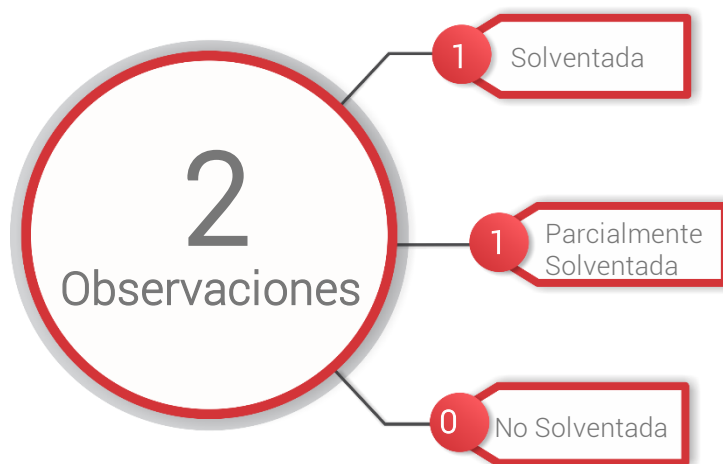 2
Observaciones
1
Solventada
1
Parcialmente
Solventada
0
No Solventada